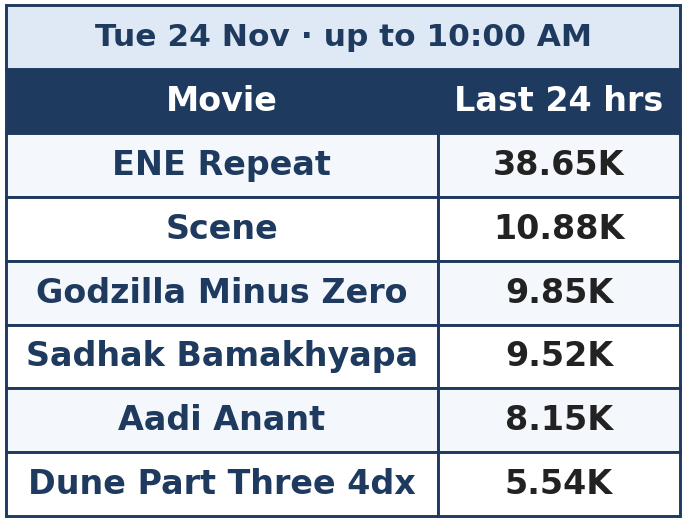 Tue 24 Nov · up to 10:00 AM
Movie Last 24 hrs
ENE Repeat 38.65K
Scene 10.88K
Godzilla Minus Zero 9.85K
Sadhak Bamakhyapa 9.52K
Aadi Anant 8.15K
Dune Part Three 4dx 5.54K